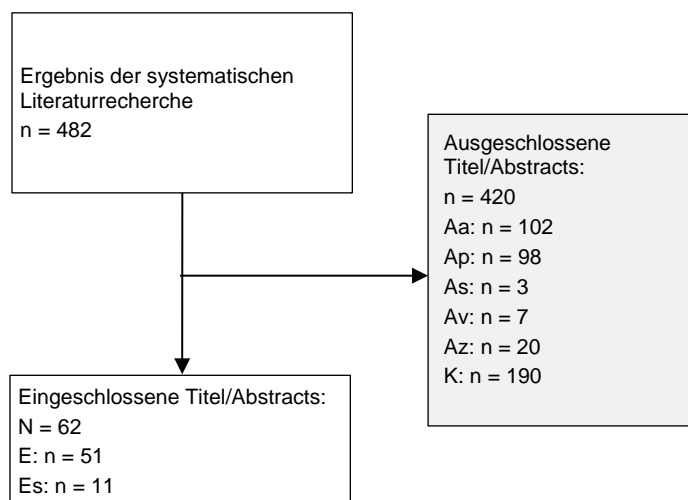 Ergebnis der systematischen
Literaturrecherche
n = 482
Ausgeschlossene
Titel/Abstracts:
n = 420
Aa: n = 102
Ap: n = 98
As: n = 3
Av: n = 7
Az: n = 20
K: n = 190
Eingeschlossene Titel/Abstracts:
N = 62
E: n = 51
Es: n = 11